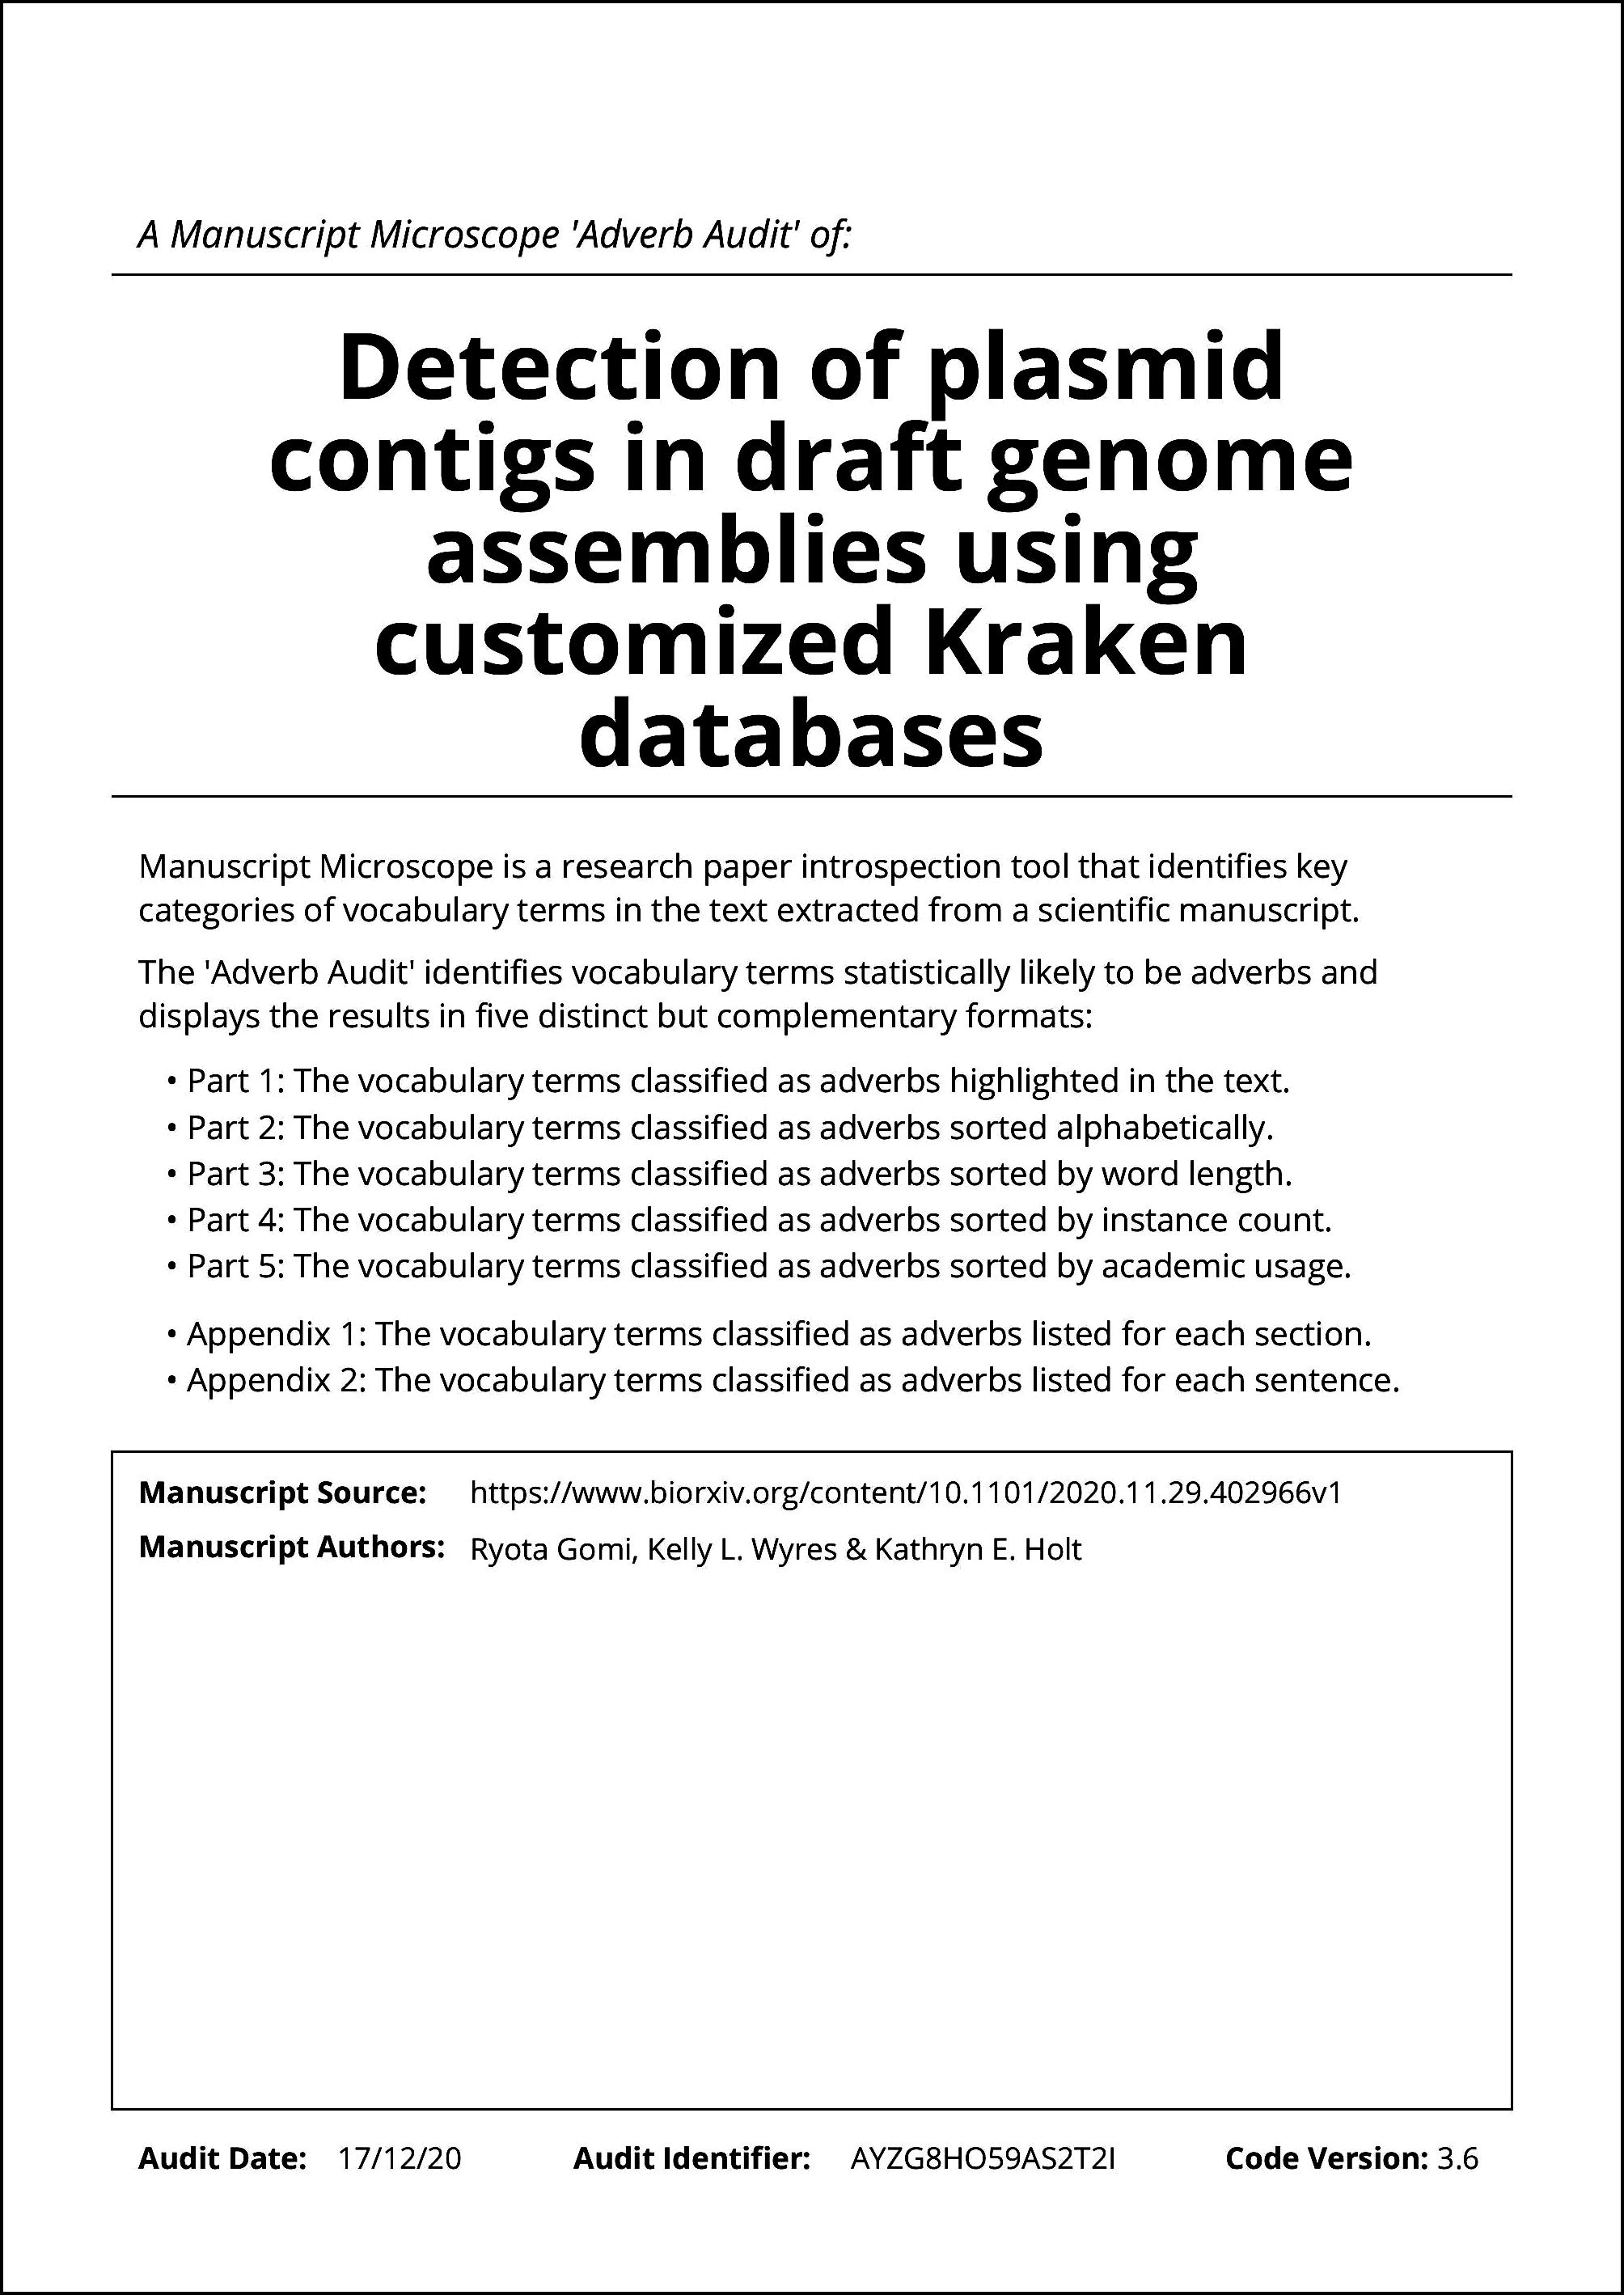 A Manuscript Microscope 'Adverb Audit' of:
Detection of plasmid
contigs in draft genome
assemblies using
customized Kraken
databases
Manuscript Microscope is a research paper introspection tool that identifies key
categories of vocabulary terms in the text extracted from a scientific manuscript.
The 'Adverb Audit' identifies vocabulary terms statistically likely to be adverbs and
displays the results in five distinct but complementary formats:
• Part 1: The vocabulary terms classified as adverbs highlighted in the text.
• Part 2: The vocabulary terms classified as adverbs sorted alphabetically.
• Part 3: The vocabulary terms classified as adverbs sorted by word length.
• Part 4: The vocabulary terms classified as adverbs sorted by instance count.
• Part 5: The vocabulary terms classified as adverbs sorted by academic usage.
• Appendix 1: The vocabulary terms classified as adverbs listed for each section.
• Appendix 2: The vocabulary terms classified as adverbs listed for each sentence.
Manuscript Source: https://www.biorxiv.org/content/10.1101/2020.11.29.402966v1
Manuscript Authors: Ryota Gomi, Kelly L. Wyres & Kathryn E. Holt
Audit Date: 17/12/20 Audit Identifier: AYZG8HO59AS2T2I Code Version: 3.6